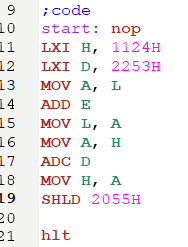 9 ;code
10 start: nop
11 LXI H, 1124H
12 LXI D, 2253H
13 MOV A, L
14 ADD E
15 MOV L, A
16 MOV A, H
17 ADC D
18 MOV H, A
19 SHLD 2055H
20
21 hlt